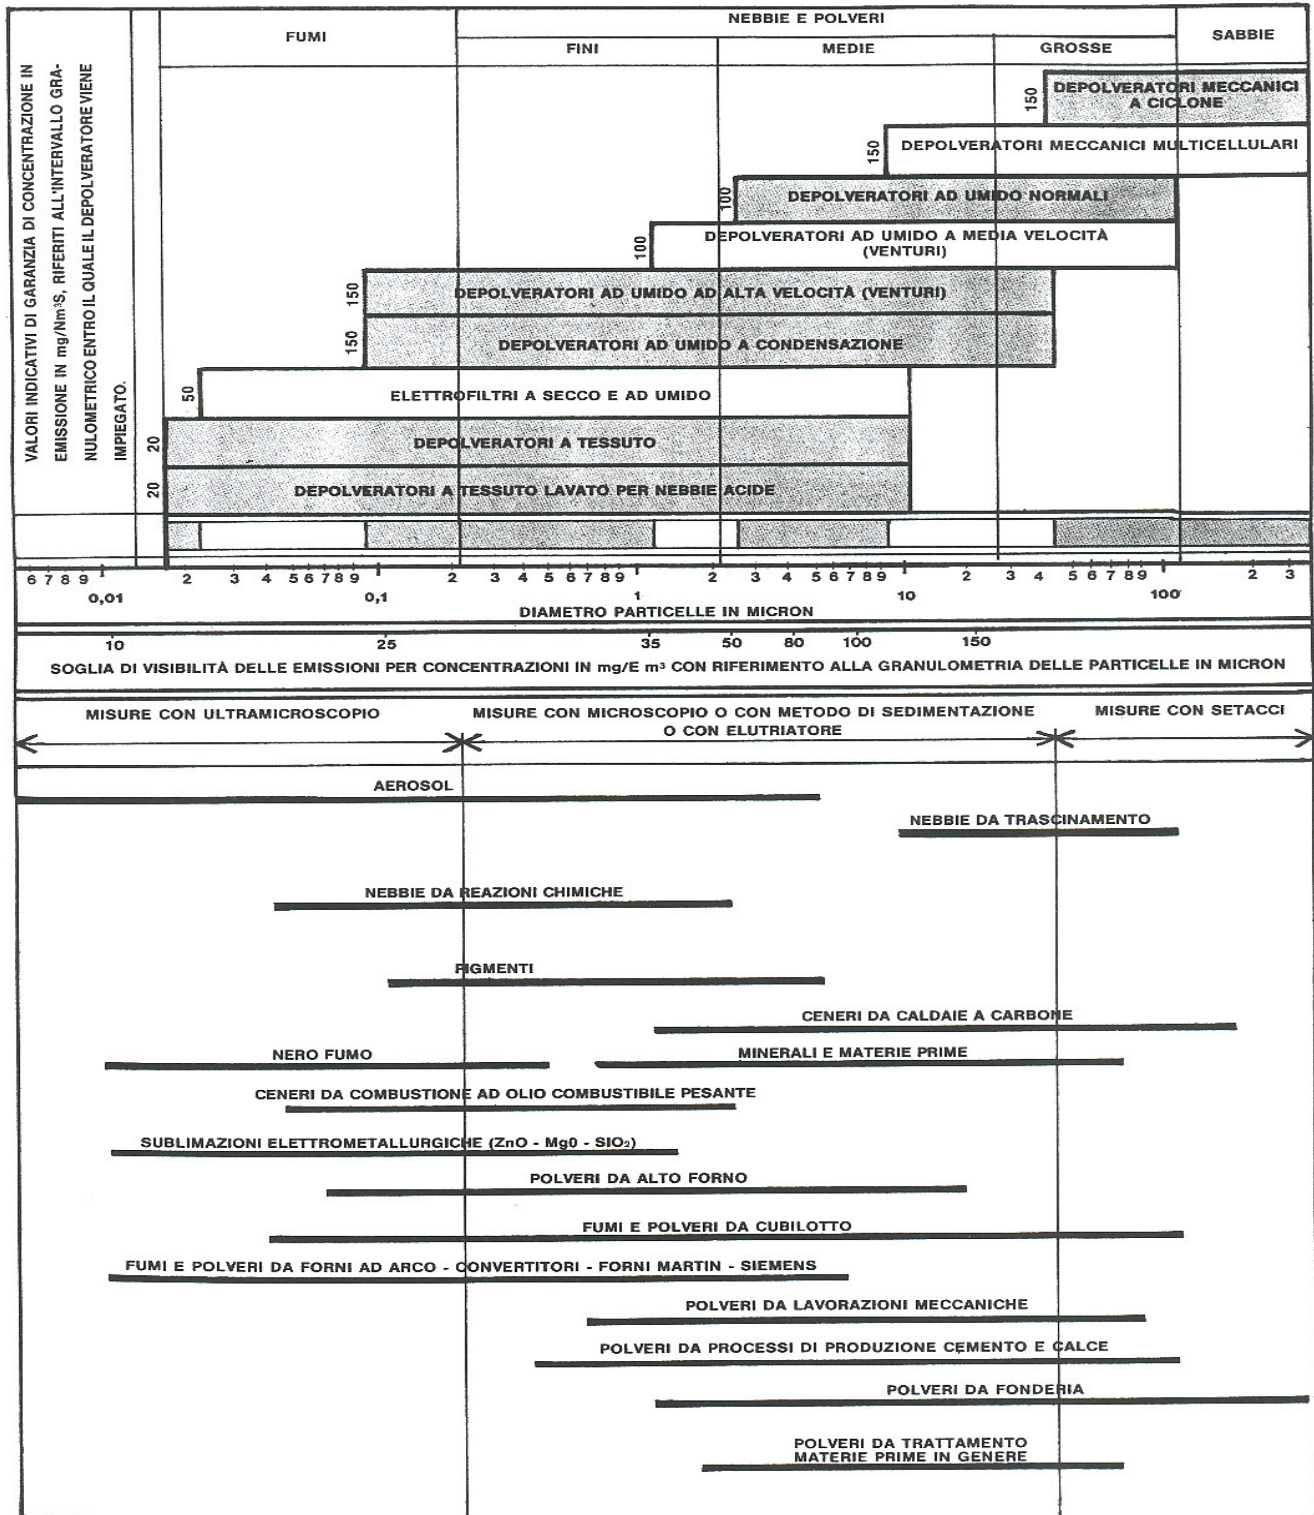 NEBBIE E POLVERI
FUMI
SABBIE
FINI
MEDIE
GROSSE
VALORI INDICATIVI DI GARANZIA DI CONCENTRAZIONE IN
EMISSIONE IN mg/Nm³S, RIFERITI ALL'INTERVALLO GRA-
NULOMETRICO ENTRO IL QUALE IL DEPOLVERATORE VIENE
IMPIEGATO.
150
DEPOLVERATORI MECCANICI
A CICLONE
150
DEPOLVERATORI MECCANICI MULTICELLULARI
100
DEPOLVERATORI AD UMIDO NORMALI
100
DEPOLVERATORI AD UMIDO A MEDIA VELOCITÀ
(VENTURI)
150
DEPOLVERATORI AD UMIDO AD ALTA VELOCITÀ (VENTURI)
150
DEPOLVERATORI AD UMIDO A CONDENSAZIONE
50
ELETTROFILTRI A SECCO E AD UMIDO
20
DEPOLVERATORI A TESSUTO
20
DEPOLVERATORI A TESSUTO LAVATO PER NEBBIE ACIDE
6 7 8 9 2 3 4 5 6 7 8 9 2 3 4 5 6 7 8 9 2 3 4 5 6 7 8 9 2 3 4 5 6 7 8 9 2 3
0,01 0,1 1 10 100
DIAMETRO PARTICELLE IN MICRON
10 25 35 50 80 100 150
SOGLIA DI VISIBILITÀ DELLE EMISSIONI PER CONCENTRAZIONI IN mg/E m³ CON RIFERIMENTO ALLA GRANULOMETRIA DELLE PARTICELLE IN MICRON
MISURE CON ULTRAMICROSCOPIO
MISURE CON MICROSCOPIO O CON METODO DI SEDIMENTAZIONE
O CON ELUTRIATORE
MISURE CON SETACCI
AEROSOL
NEBBIE DA TRASCINAMENTO
NEBBIE DA REAZIONI CHIMICHE
PIGMENTI
CENERI DA CALDAIE A CARBONE
NERO FUMO
MINERALI E MATERIE PRIME
CENERI DA COMBUSTIONE AD OLIO COMBUSTIBILE PESANTE
SUBLIMAZIONI ELETTROMETALLURGICHE (ZnO - Mg0 - SIO₂)
POLVERI DA ALTO FORNO
FUMI E POLVERI DA CUBILOTTO
FUMI E POLVERI DA FORNI AD ARCO - CONVERTITORI - FORNI MARTIN - SIEMENS
POLVERI DA LAVORAZIONI MECCANICHE
POLVERI DA PROCESSI DI PRODUZIONE CEMENTO E CALCE
POLVERI DA FONDERIA
POLVERI DA TRATTAMENTO
MATERIE PRIME IN GENERE